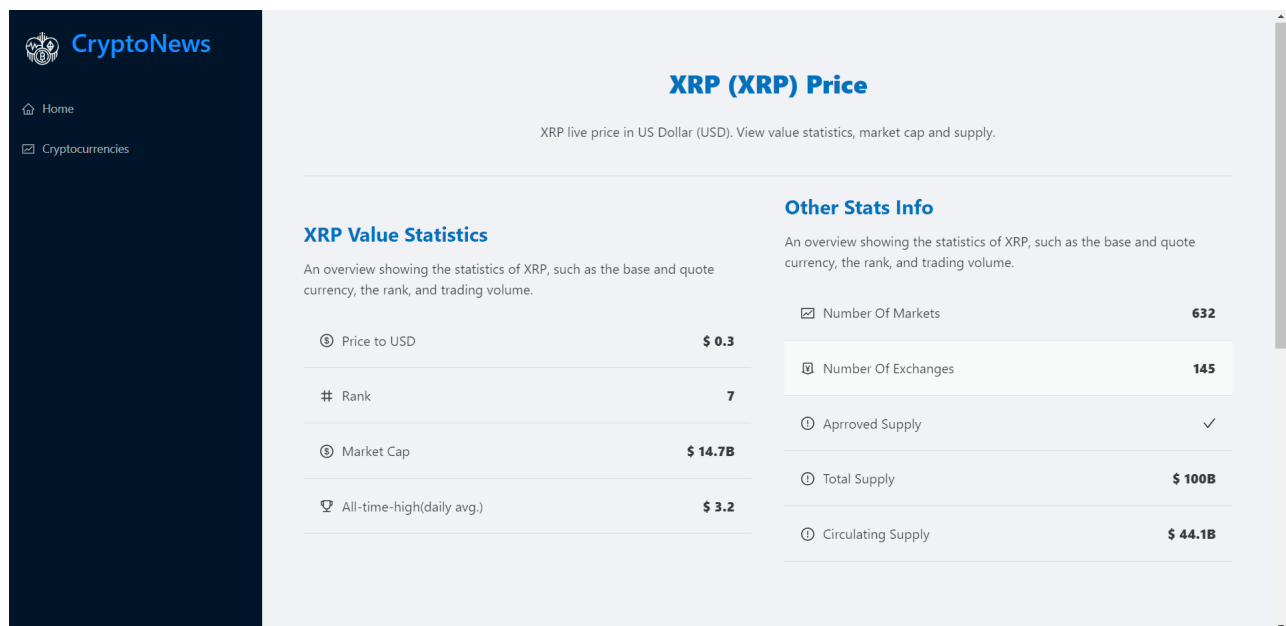 CryptoNews
Home
Cryptocurrencies
XRP (XRP) Price
XRP live price in US Dollar (USD). View value statistics, market cap and supply.
XRP Value Statistics
An overview showing the statistics of XRP, such as the base and quote
currency, the rank, and trading volume.
Price to USD $ 0.3
Rank 7
Market Cap $ 14.7B
All-time-high(daily avg.) $ 3.2
Other Stats Info
An overview showing the statistics of XRP, such as the base and quote
currency, the rank, and trading volume.
Number Of Markets 632
Number Of Exchanges 145
Aprroved Supply
Total Supply $ 100B
Circulating Supply $ 44.1B